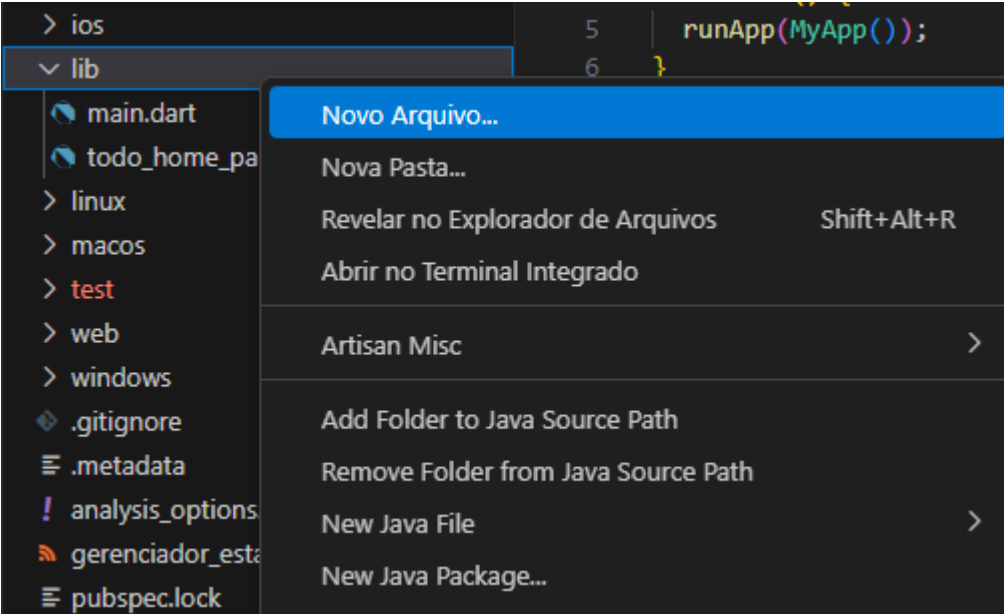 ios
lib
main.dart
todo_home_pa
linux
macos
test
web
windows
.gitignore
.metadata
analysis_options.
gerenciador_esta
pubspec.lock
5 runApp(MyApp());
6 }
Novo Arquivo...
Nova Pasta...
Revelar no Explorador de Arquivos Shift+Alt+R
Abrir no Terminal Integrado
Artisan Misc
Add Folder to Java Source Path
Remove Folder from Java Source Path
New Java File
New Java Package...